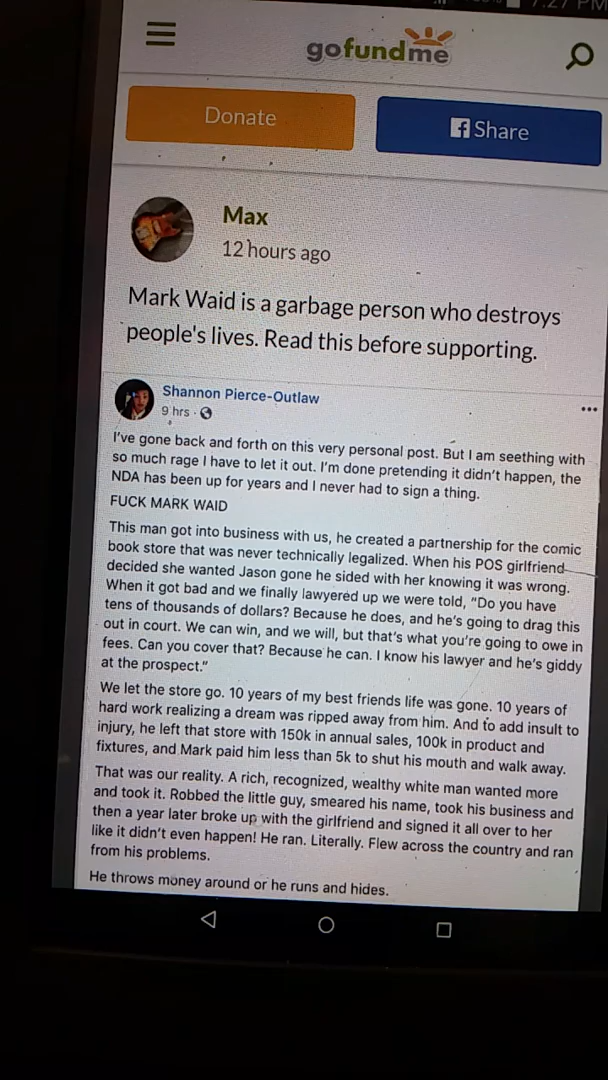 7:27 PM
gofundme
Donate
Share
Max
12 hours ago
Mark Waid is a garbage person who destroys
people's lives. Read this before supporting.
Shannon Pierce-Outlaw
9 hrs ·
I've gone back and forth on this very personal post. But I am seething with
so much rage I have to let it out. I'm done pretending it didn't happen, the
NDA has been up for years and I never had to sign a thing.
FUCK MARK WAID
This man got into business with us, he created a partnership for the comic
book store that was never technically legalized. When his POS girlfriend
decided she wanted Jason gone he sided with her knowing it was wrong.
When it got bad and we finally lawyered up we were told, "Do you have
tens of thousands of dollars? Because he does, and he's going to drag this
out in court. We can win, and we will, but that's what you're going to owe in
fees. Can you cover that? Because he can. I know his lawyer and he's giddy
at the prospect."
We let the store go. 10 years of my best friends life was gone. 10 years of
hard work realizing a dream was ripped away from him. And to add insult to
injury, he left that store with 150k in annual sales, 100k in product and
fixtures, and Mark paid him less than 5k to shut his mouth and walk away.
That was our reality. A rich, recognized, wealthy white man wanted more
and took it. Robbed the little guy, smeared his name, took his business and
then a year later broke up with the girlfriend and signed it all over to her
like it didn't even happen! He ran. Literally. Flew across the country and ran
from his problems.
He throws money around or he runs and hides.